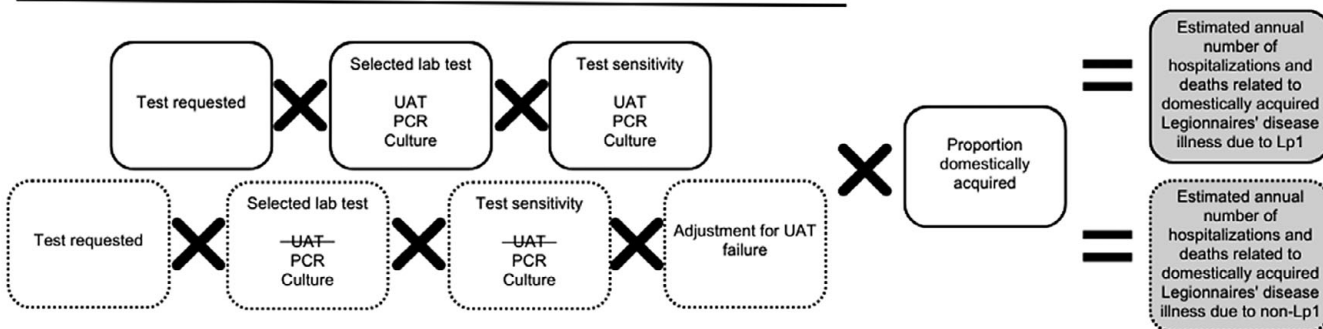 Test requested
Selected lab test
UAT
PCR
Culture
Test sensitivity
UAT
PCR
Culture
Test requested
Selected lab test
UAT
PCR
Culture
Test sensitivity
UAT
PCR
Culture
Adjustment for UAT
failure
Proportion
domestically
acquired
Estimated annual
number of
hospitalizations and
deaths related to
domestically acquired
Legionnaires' disease
illness due to Lp1
Estimated annual
number of
hospitalizations and
deaths related to
domestically acquired
Legionnaires' disease
illness due to non-Lp1